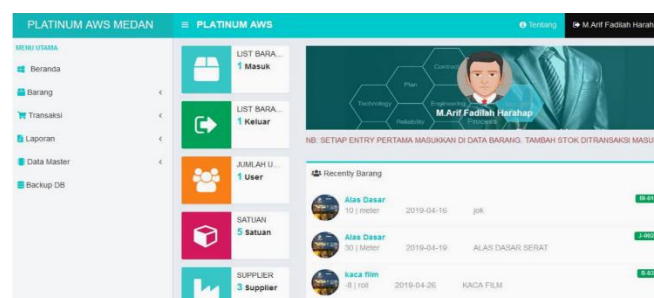 PLATINUM AWS MEDAN
PLATINUM AWS
Tentang
M.Arif Fadilah Harahap
MENU UTAMA
Beranda
Barang
Transaksi
Laporan
Data Master
Backup DB
LIST BARA...
1 Masuk
LIST BARA...
1 Keluar
JUMLAH U...
1 User
SATUAN
5 Satuan
SUPPLIER
3 Supplier
Contract
Plan
Technology
Engineering
Reliability
Process
M.Arif Fadilah Harahap
NB. SETIAP ENTRY PERTAMA MASUKKAN DI DATA BARANG. TAMBAH STOK DITRANSAKSI MASU
Recently Barang
Alas Dasar
10 | meter 2019-04-16 jok
Alas Dasar
30 | Meter 2019-04-19 ALAS DASAR SERAT
J-002
kaca film
-8 | roll 2019-04-26 KACA FILM